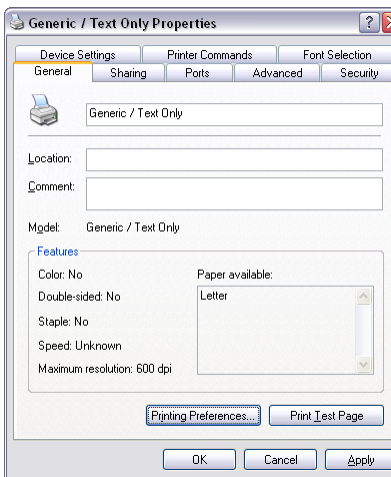 Generic / Text Only Properties
?
Device Settings Printer Commands Font Selection
General Sharing Ports Advanced Security
Generic / Text Only
Location:
Comment:
Model: Generic / Text Only
Features
Color: No Paper available:
Double-sided: No Letter
Staple: No
Speed: Unknown
Maximum resolution: 600 dpi
Printing Preferences... Print Test Page
OK Cancel Apply